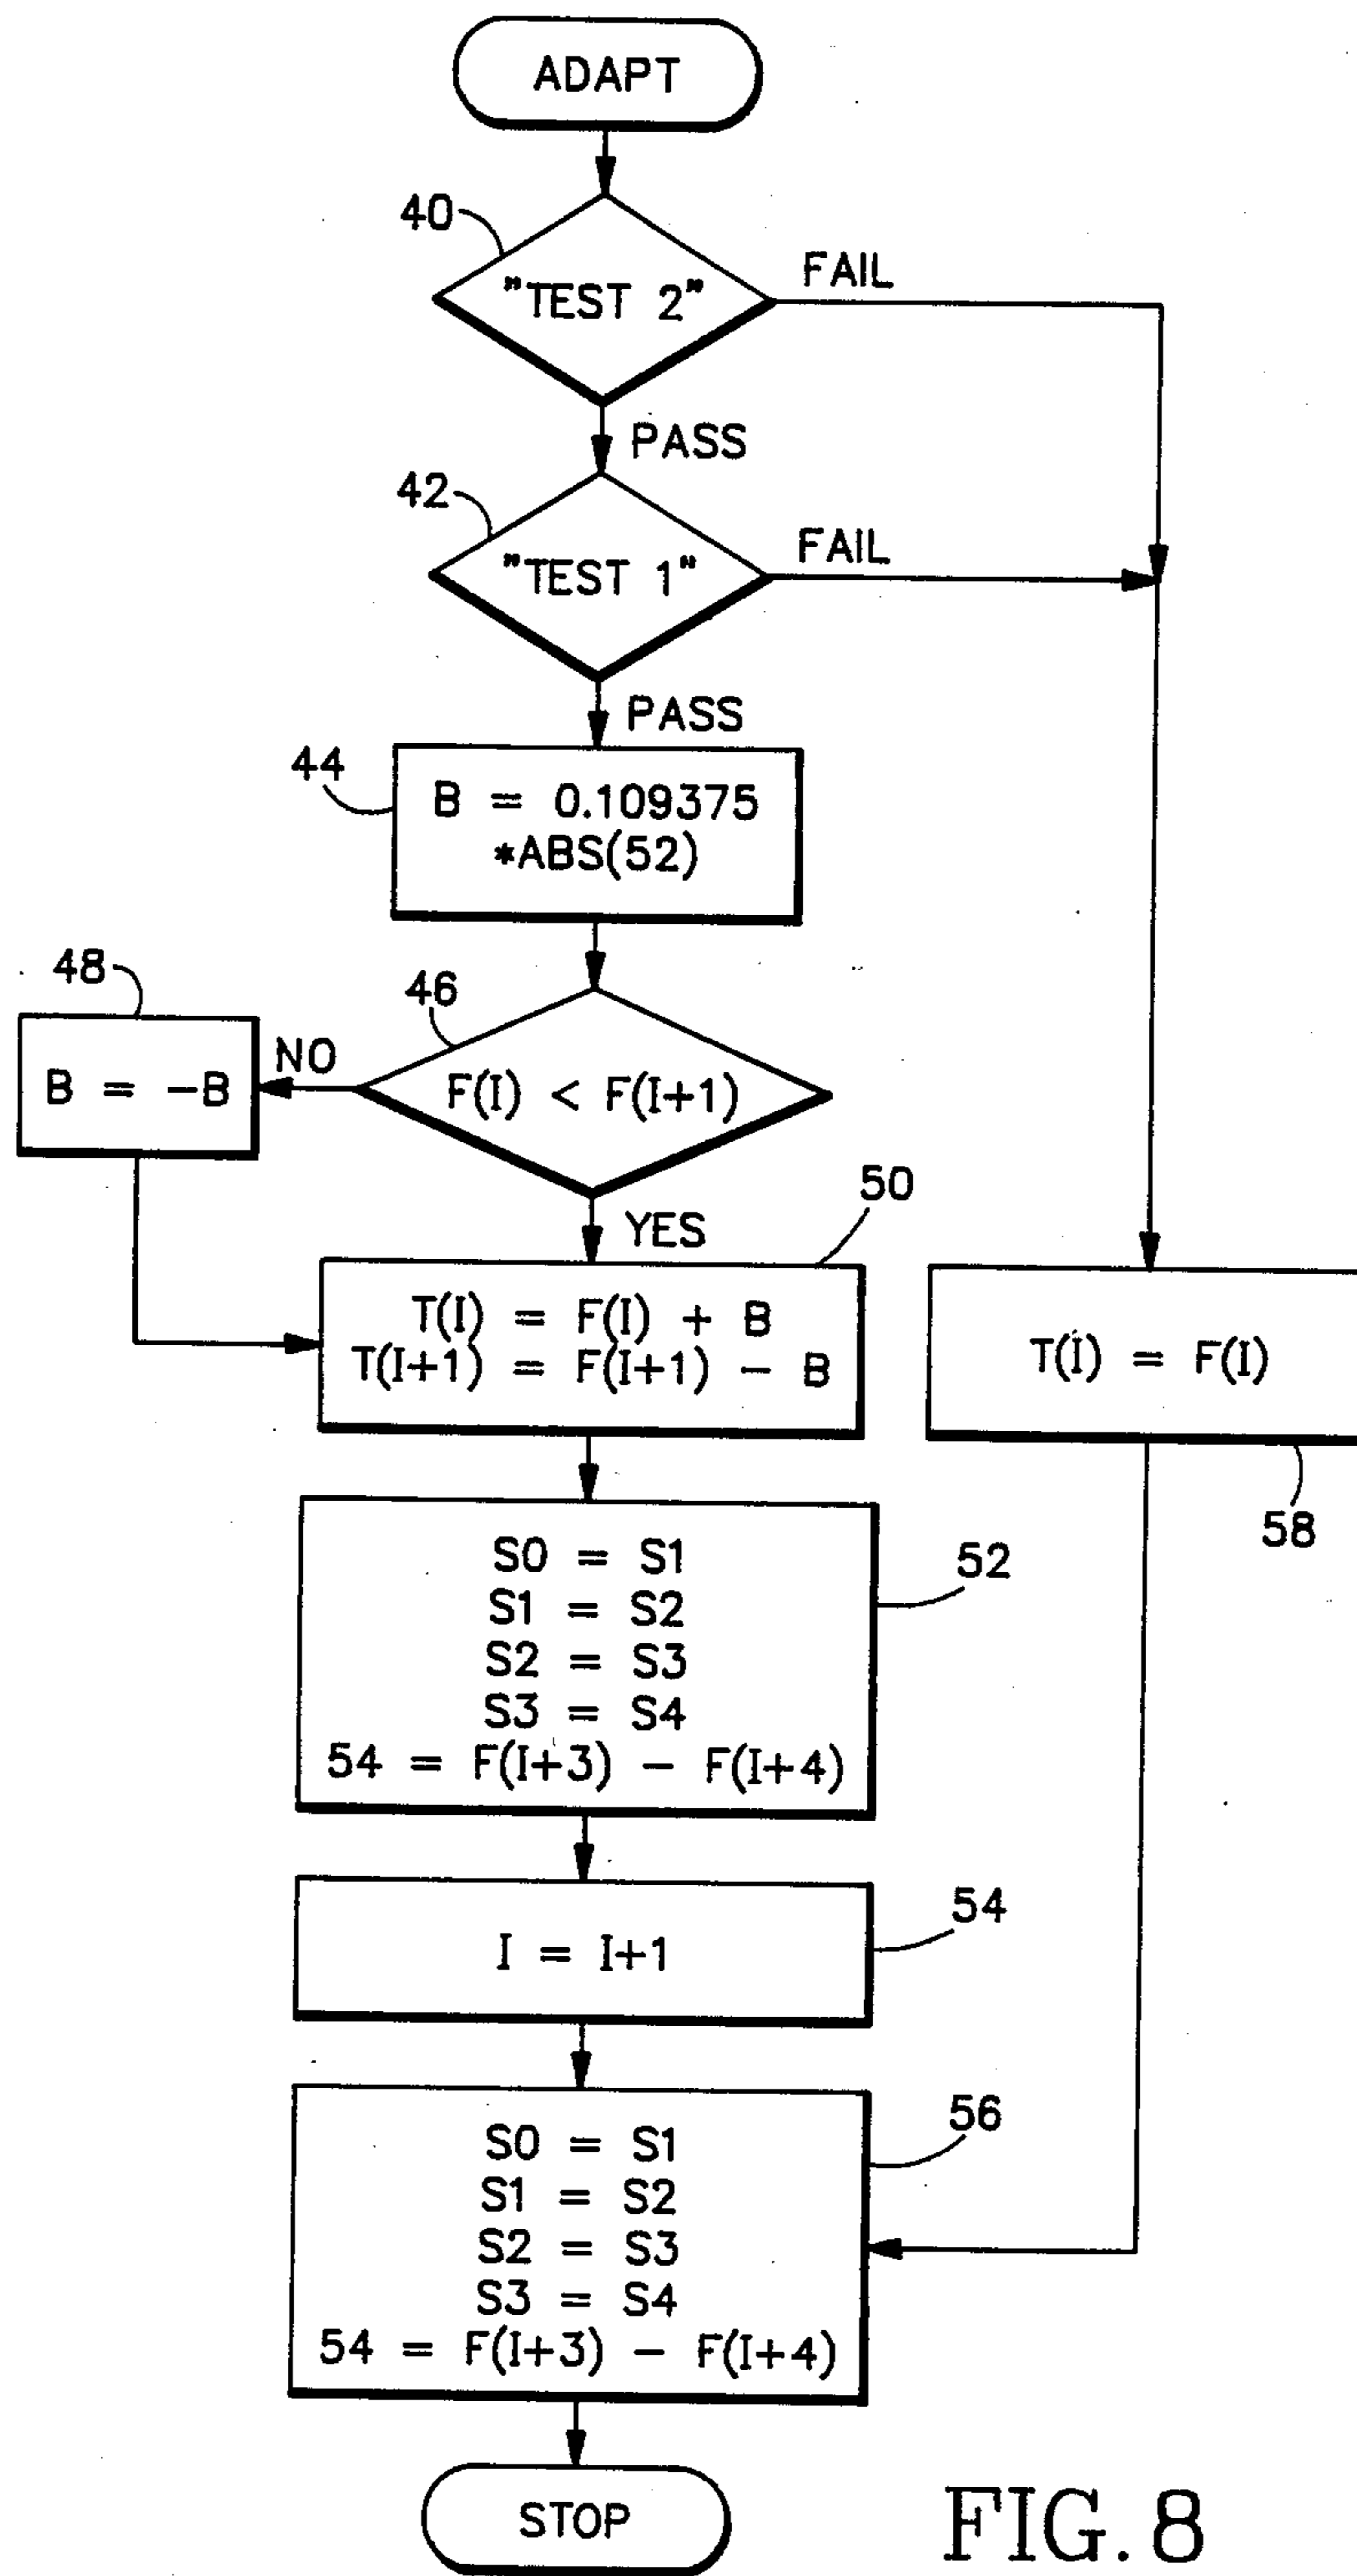 ADAPT
40
"TEST 2"
FAIL
PASS
42
"TEST 1"
FAIL
PASS
44
B = 0.109375
*ABS(52)
48
46
B = -B
NO
F(I) < F(I+1)
YES
50
T(I) = F(I) + B
T(I+1) = F(I+1) - B
T(I) = F(I)
58
S0 = S1
S1 = S2
S2 = S3
S3 = S4
54 = F(I+3) - F(I+4)
52
I = I+1
54
S0 = S1
S1 = S2
S2 = S3
S3 = S4
54 = F(I+3) - F(I+4)
56
STOP
FIG. 8